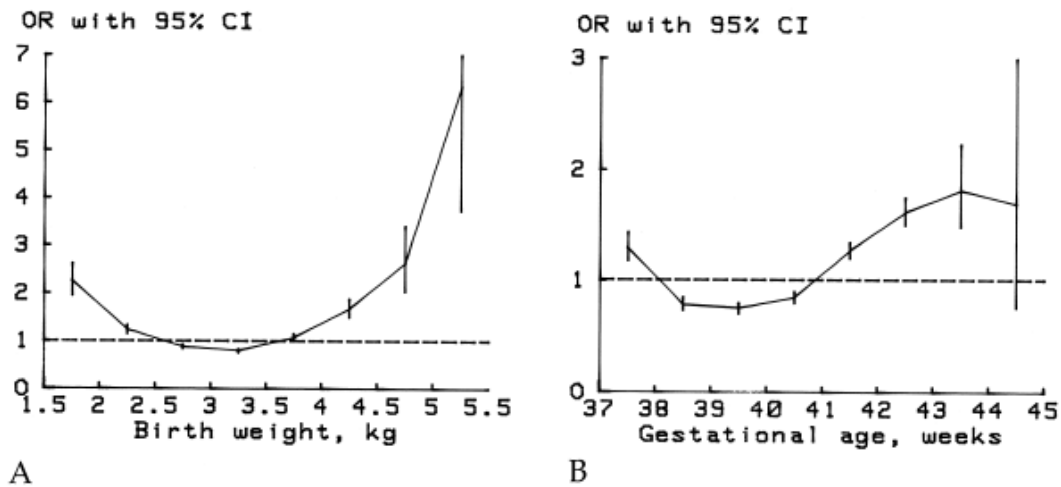 OR with 95% CI
7
6
5
4
3
2
1
0
1.5 2 2.5 3 3.5 4 4.5 5 5.5
Birth weight, kg
A
OR with 95% CI
3
2
1
0
37 38 39 40 41 42 43 44 45
Gestational age, weeks
B